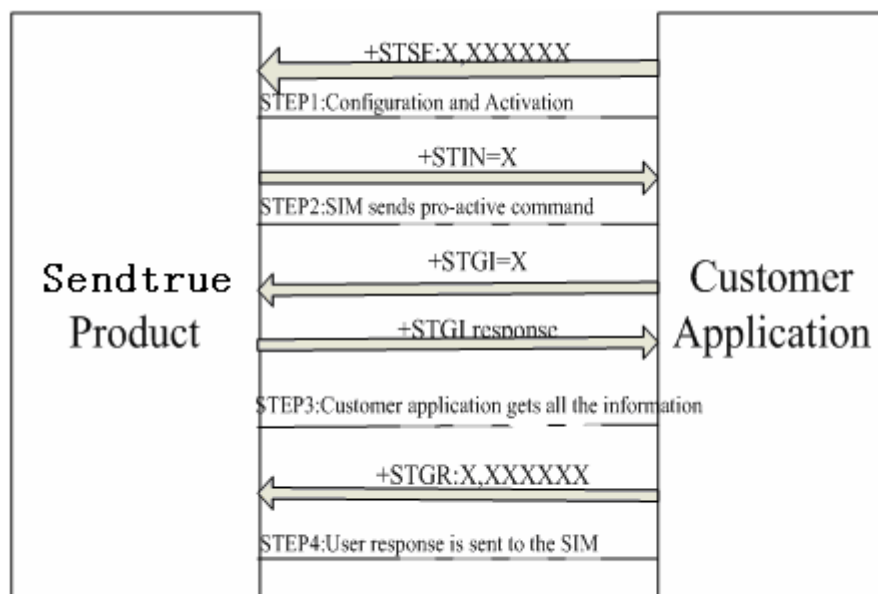 +STSF:X,XXXXXX
STEP1:Configuration and Activation
+STIN=X
STEP2:SIM sends pro-active command
+STGI=X
Sendtrue
Product
Customer
Application
+STGI response
STEP3:Customer application gets all the information
+STGR:X,XXXXXX
STEP4:User response is sent to the SIM